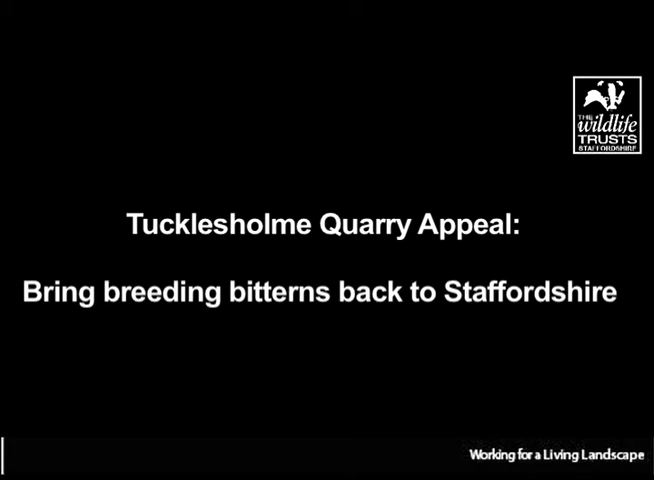 THE
wildlife
TRUSTS
STAFFORDSHIRE
Tucklesholme Quarry Appeal:
Bring breeding bitterns back to Staffordshire
Working for a Living Landscape